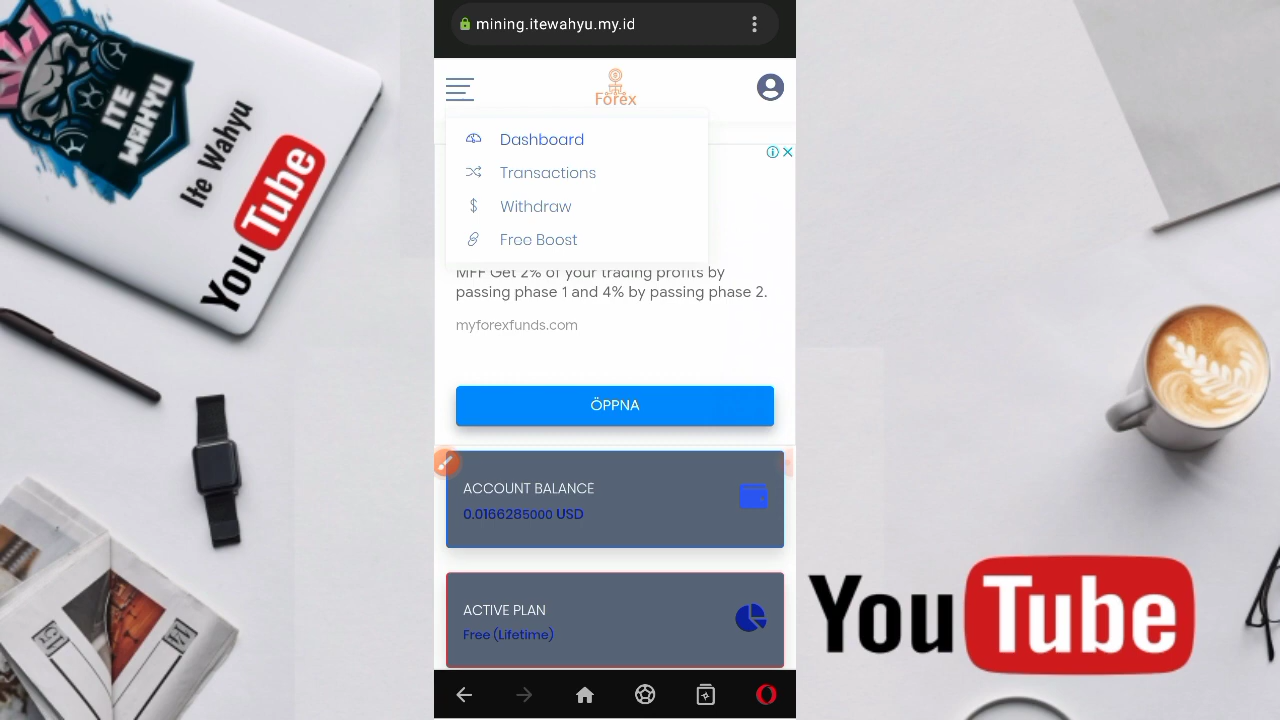 ITE
WAHYU
Ite Wahyu
YouTube
mining.itewahyu.my.id
Forex
Dashboard
Transactions
Withdraw
Free Boost
MFF Get 2% of your trading profits by
passing phase 1 and 4% by passing phase 2.
myforexfunds.com
ÖPPNA
ACCOUNT BALANCE
0.0166285000 USD
ACTIVE PLAN
Free (Lifetime)
YouTube